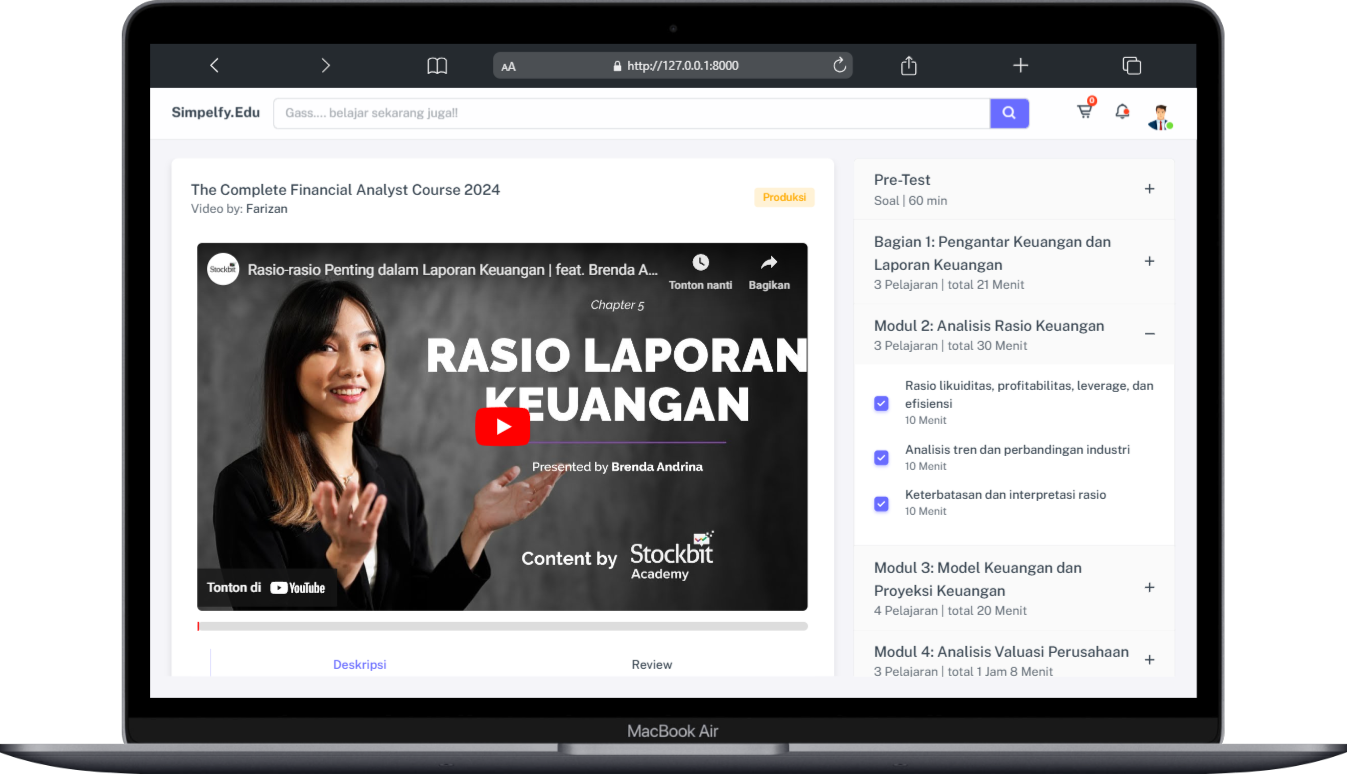 AA
http://127.0.0.1:8000
Simpelfy.Edu
Gass.... belajar sekarang juga!!
0
The Complete Financial Analyst Course 2024
Video by: Farizan
Produksi
Stockbit
Rasio-rasio Penting dalam Laporan Keuangan | feat. Brenda A...
Tonton nanti
Bagikan
Chapter 5
RASIO LAPORAN
KEUANGAN
Presented by Brenda Andrina
Content by Stockbit
Academy
Tonton di YouTube
Deskripsi
Review
Pre-Test
Soal | 60 min
Bagian 1: Pengantar Keuangan dan
Laporan Keuangan
3 Pelajaran | total 21 Menit
Modul 2: Analisis Rasio Keuangan
3 Pelajaran | total 30 Menit
Rasio likuiditas, profitabilitas, leverage, dan
efisiensi
10 Menit
Analisis tren dan perbandingan industri
10 Menit
Keterbatasan dan interpretasi rasio
10 Menit
Modul 3: Model Keuangan dan
Proyeksi Keuangan
4 Pelajaran | total 20 Menit
Modul 4: Analisis Valuasi Perusahaan
3 Pelajaran | total 1 Jam 8 Menit
MacBook Air